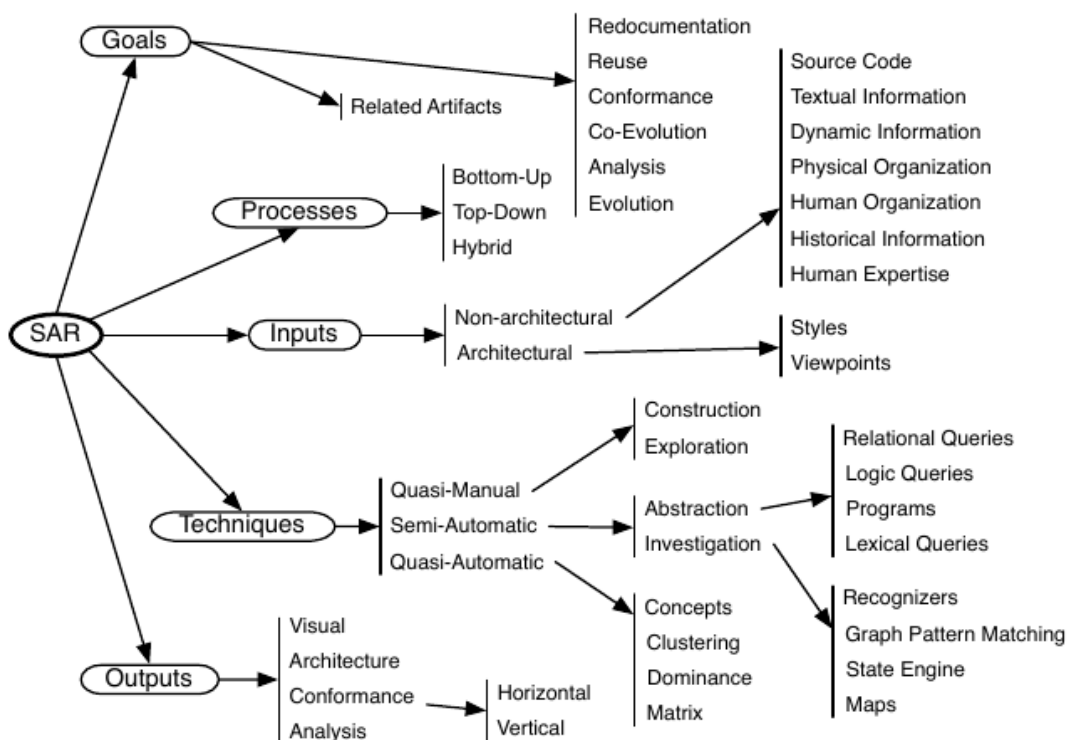 Goals
Related Artifacts
Redocumentation
Reuse
Conformance
Co-Evolution
Analysis
Evolution
Processes
Bottom-Up
Top-Down
Hybrid
SAR
Inputs
Non-architectural
Architectural
Source Code
Textual Information
Dynamic Information
Physical Organization
Human Organization
Historical Information
Human Expertise
Styles
Viewpoints
Techniques
Quasi-Manual
Semi-Automatic
Quasi-Automatic
Construction
Exploration
Abstraction
Investigation
Relational Queries
Logic Queries
Programs
Lexical Queries
Recognizers
Graph Pattern Matching
State Engine
Maps
Concepts
Clustering
Dominance
Matrix
Outputs
Visual
Architecture
Conformance
Analysis
Horizontal
Vertical